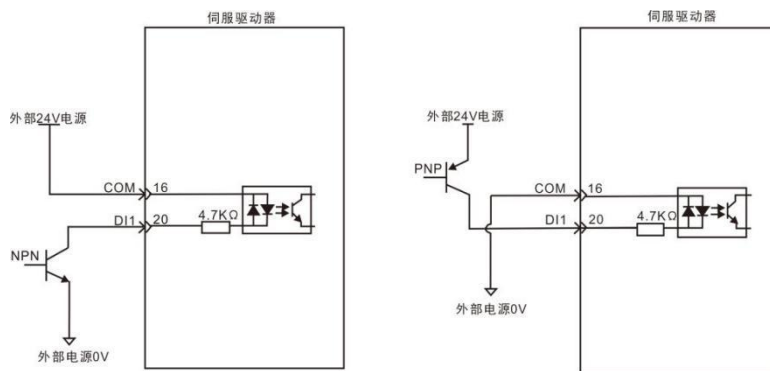 伺服驱动器
外部24V电源
COM
16
DI1
20
4.7KΩ
NPN
外部电源0V
伺服驱动器
外部24V电源
PNP
COM
16
DI1
20
4.7KΩ
外部电源0V